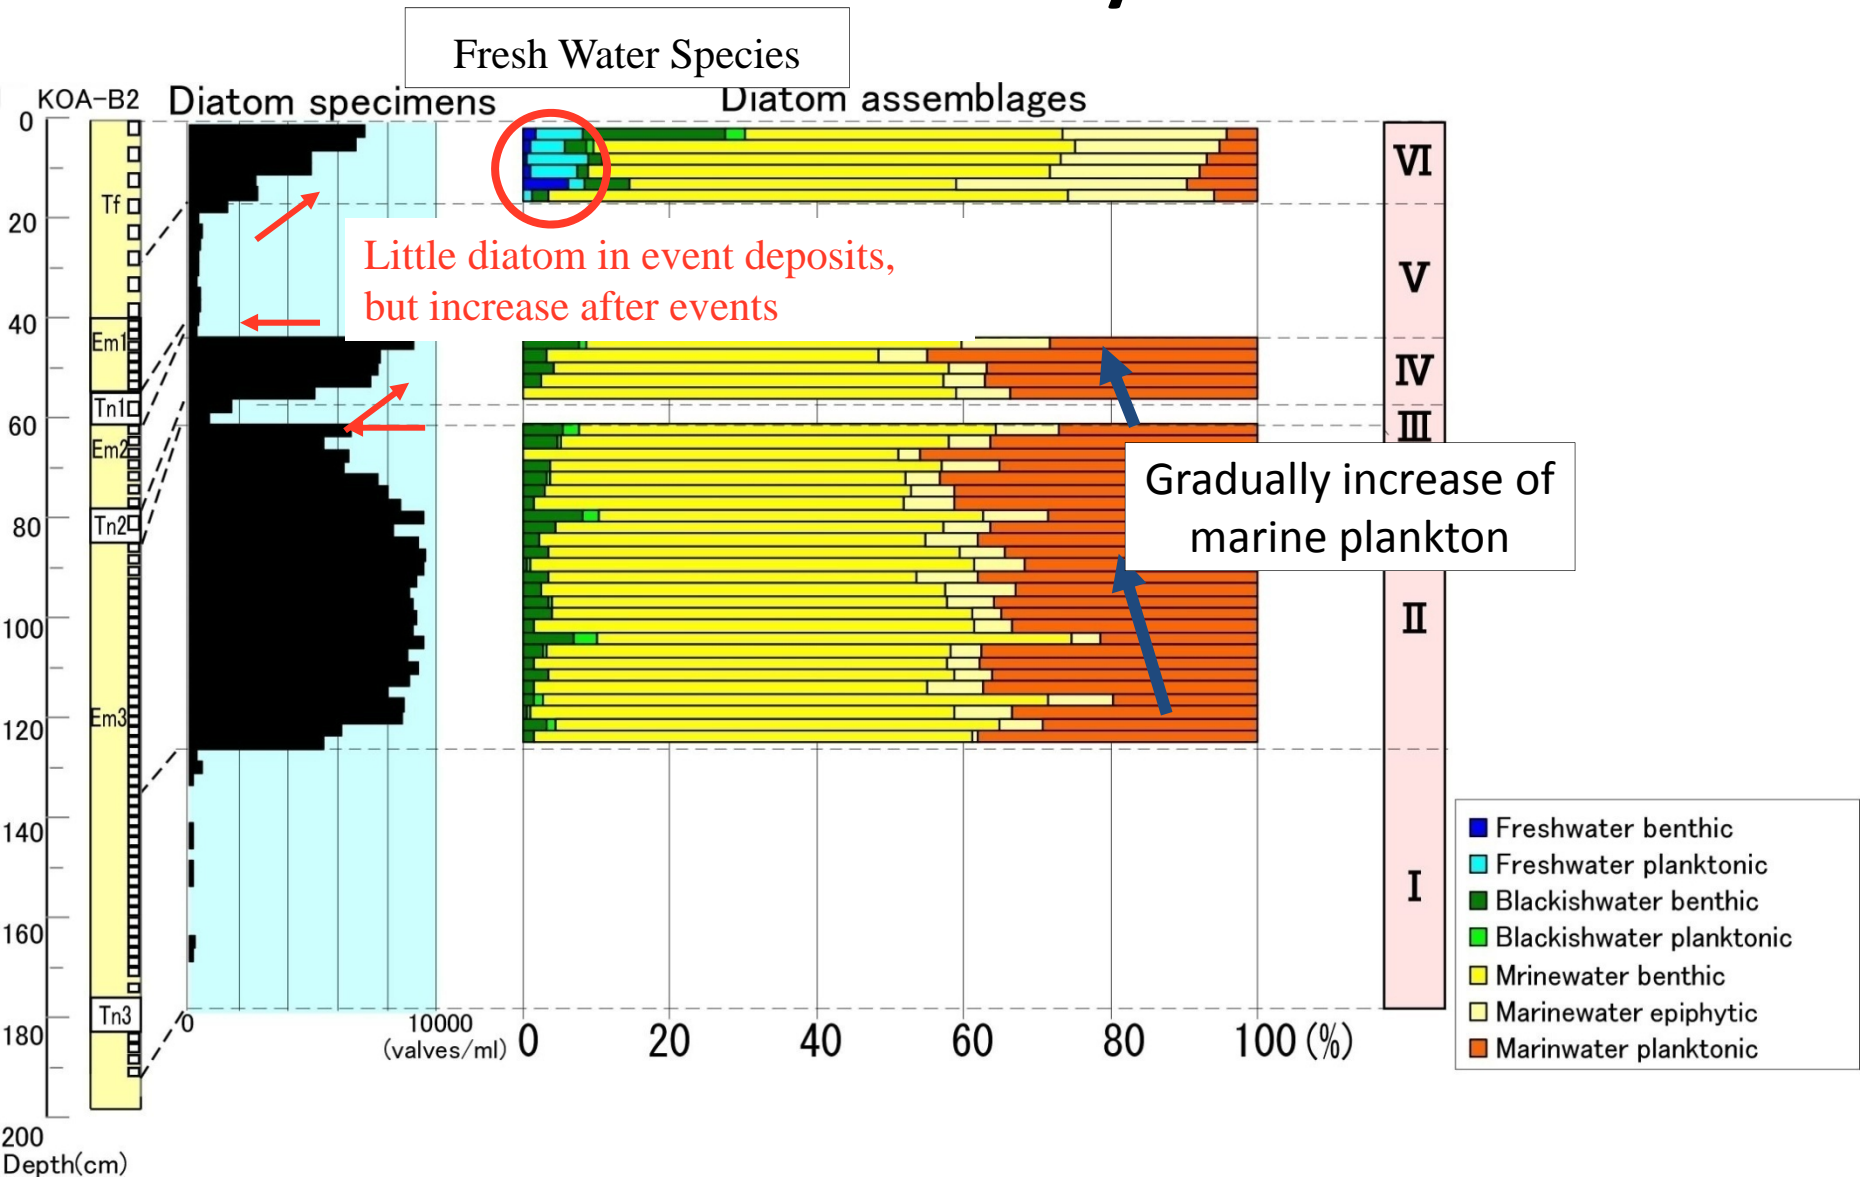 Fresh Water Species
KOA-B2
Diatom specimens
Diatom assemblages
0
20
40
60
80
100
120
140
160
180
200
Depth(cm)
Tf
Em1
Tn1
Em2
Tn2
Em3
Tn3
Little diatom in event deposits,
but increase after events
Gradually increase of
marine plankton
VI
V
IV
III
II
I
0
10000
(valves/ml)
0
20
40
60
80
100
(%)
Freshwater benthic
Freshwater planktonic
Blackishwater benthic
Blackishwater planktonic
Mrinewater benthic
Marinewater epiphytic
Marinwater planktonic